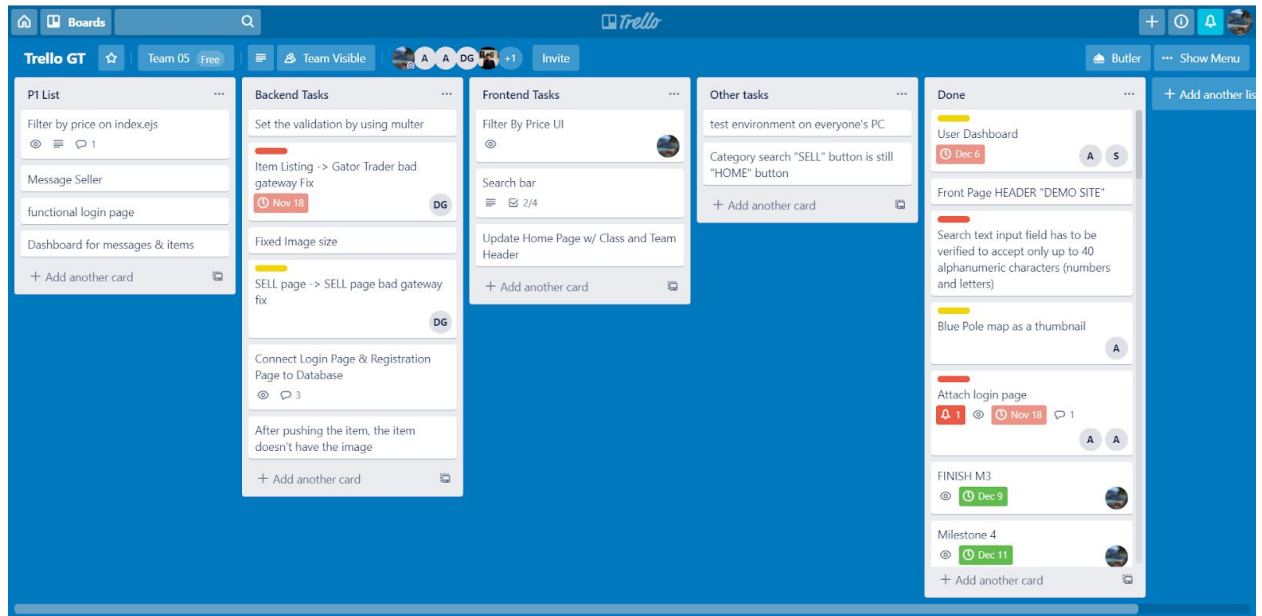 Boards
Trello
Trello GT
Team 05 Free
Team Visible
A
A
DG
+1
Invite
Butler
... Show Menu
P1 List
...
Filter by price on index.ejs
1
Message Seller
functional login page
Dashboard for messages & items
+ Add another card
Backend Tasks
...
Set the validation by using multer
Item Listing -> Gator Trader bad
gateway Fix
Nov 18
DG
Fixed Image size
SELL page -> SELL page bad gateway
fix
DG
Connect Login Page & Registration
Page to Database
3
After pushing the item, the item
doesn't have the image
+ Add another card
Frontend Tasks
...
Filter By Price UI
Search bar
2/4
Update Home Page w/ Class and Team
Header
+ Add another card
Other tasks
...
test environment on everyone's PC
Category search "SELL" button is still
"HOME" button
+ Add another card
Done
...
User Dashboard
Dec 6
A
S
Front Page HEADER "DEMO SITE"
Search text input field has to be
verified to accept only up to 40
alphanumeric characters (numbers
and letters)
Blue Pole map as a thumbnail
A
Attach login page
1
Nov 18
1
A
A
FINISH M3
Dec 9
Milestone 4
Dec 11
+ Add another card
+ Add another lis